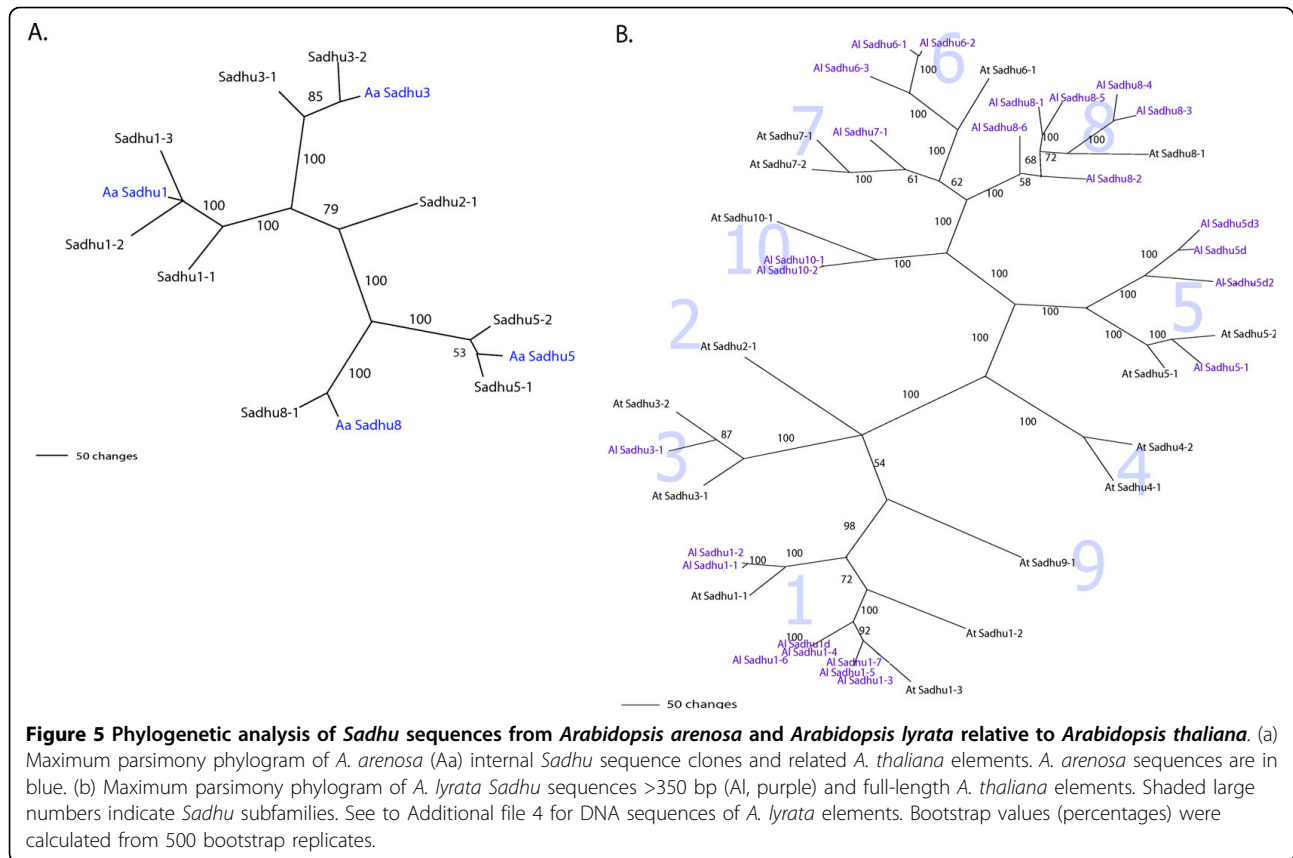 A.
Sadhu3-2
Sadhu3-1
85
Aa Sadhu3
100
Sadhu1-3
Aa Sadhu1
100
100
79
Sadhu2-1
Sadhu1-2
Sadhu1-1
100
100
Sadhu5-2
53
Aa Sadhu5
Sadhu5-1
100
Sadhu8-1
Aa Sadhu8
50 changes
B.
6
Al Sadhu6-1
Al Sadhu6-2
Al Sadhu6-3
100
100
At Sadhu6-1
100
7
At Sadhu7-1
At Sadhu7-2
Al Sadhu7-1
100
61
62
8
Al Sadhu8-1
Al Sadhu8-5
Al Sadhu8-4
Al Sadhu8-3
Al Sadhu8-6
100
100
68
72
At Sadhu8-1
58
Al Sadhu8-2
100
100
10
At Sadhu10-1
Al Sadhu10-1
Al Sadhu10-2
100
100
5
Al Sadhu5d3
100
Al Sadhu5d
Al Sadhu5d2
100
100
100
100
At Sadhu5-2
At Sadhu5-1
Al Sadhu5-1
100
2
At Sadhu2-1
100
100
4
At Sadhu4-2
At Sadhu4-1
3
At Sadhu3-2
87
Al Sadhu3-1
100
At Sadhu3-1
54
9
At Sadhu9-1
98
1
Al Sadhu1-2
Al Sadhu1-1
100
100
At Sadhu1-1
72
100
At Sadhu1-2
100
92
Al Sadhu1d
Al Sadhu1-4
Al Sadhu1-6
Al Sadhu1-7
Al Sadhu1-5
Al Sadhu1-3
At Sadhu1-3
50 changes
Figure 5 Phylogenetic analysis of Sadhu sequences from Arabidopsis arenosa and Arabidopsis lyrata relative to Arabidopsis thaliana. (a)
Maximum parsimony phylogram of A. arenosa (Aa) internal Sadhu sequence clones and related A. thaliana elements. A. arenosa sequences are in
blue. (b) Maximum parsimony phylogram of A. lyrata Sadhu sequences >350 bp (Al, purple) and full-length A. thaliana elements. Shaded large
numbers indicate Sadhu subfamilies. See to Additional file 4 for DNA sequences of A. lyrata elements. Bootstrap values (percentages) were
calculated from 500 bootstrap replicates.